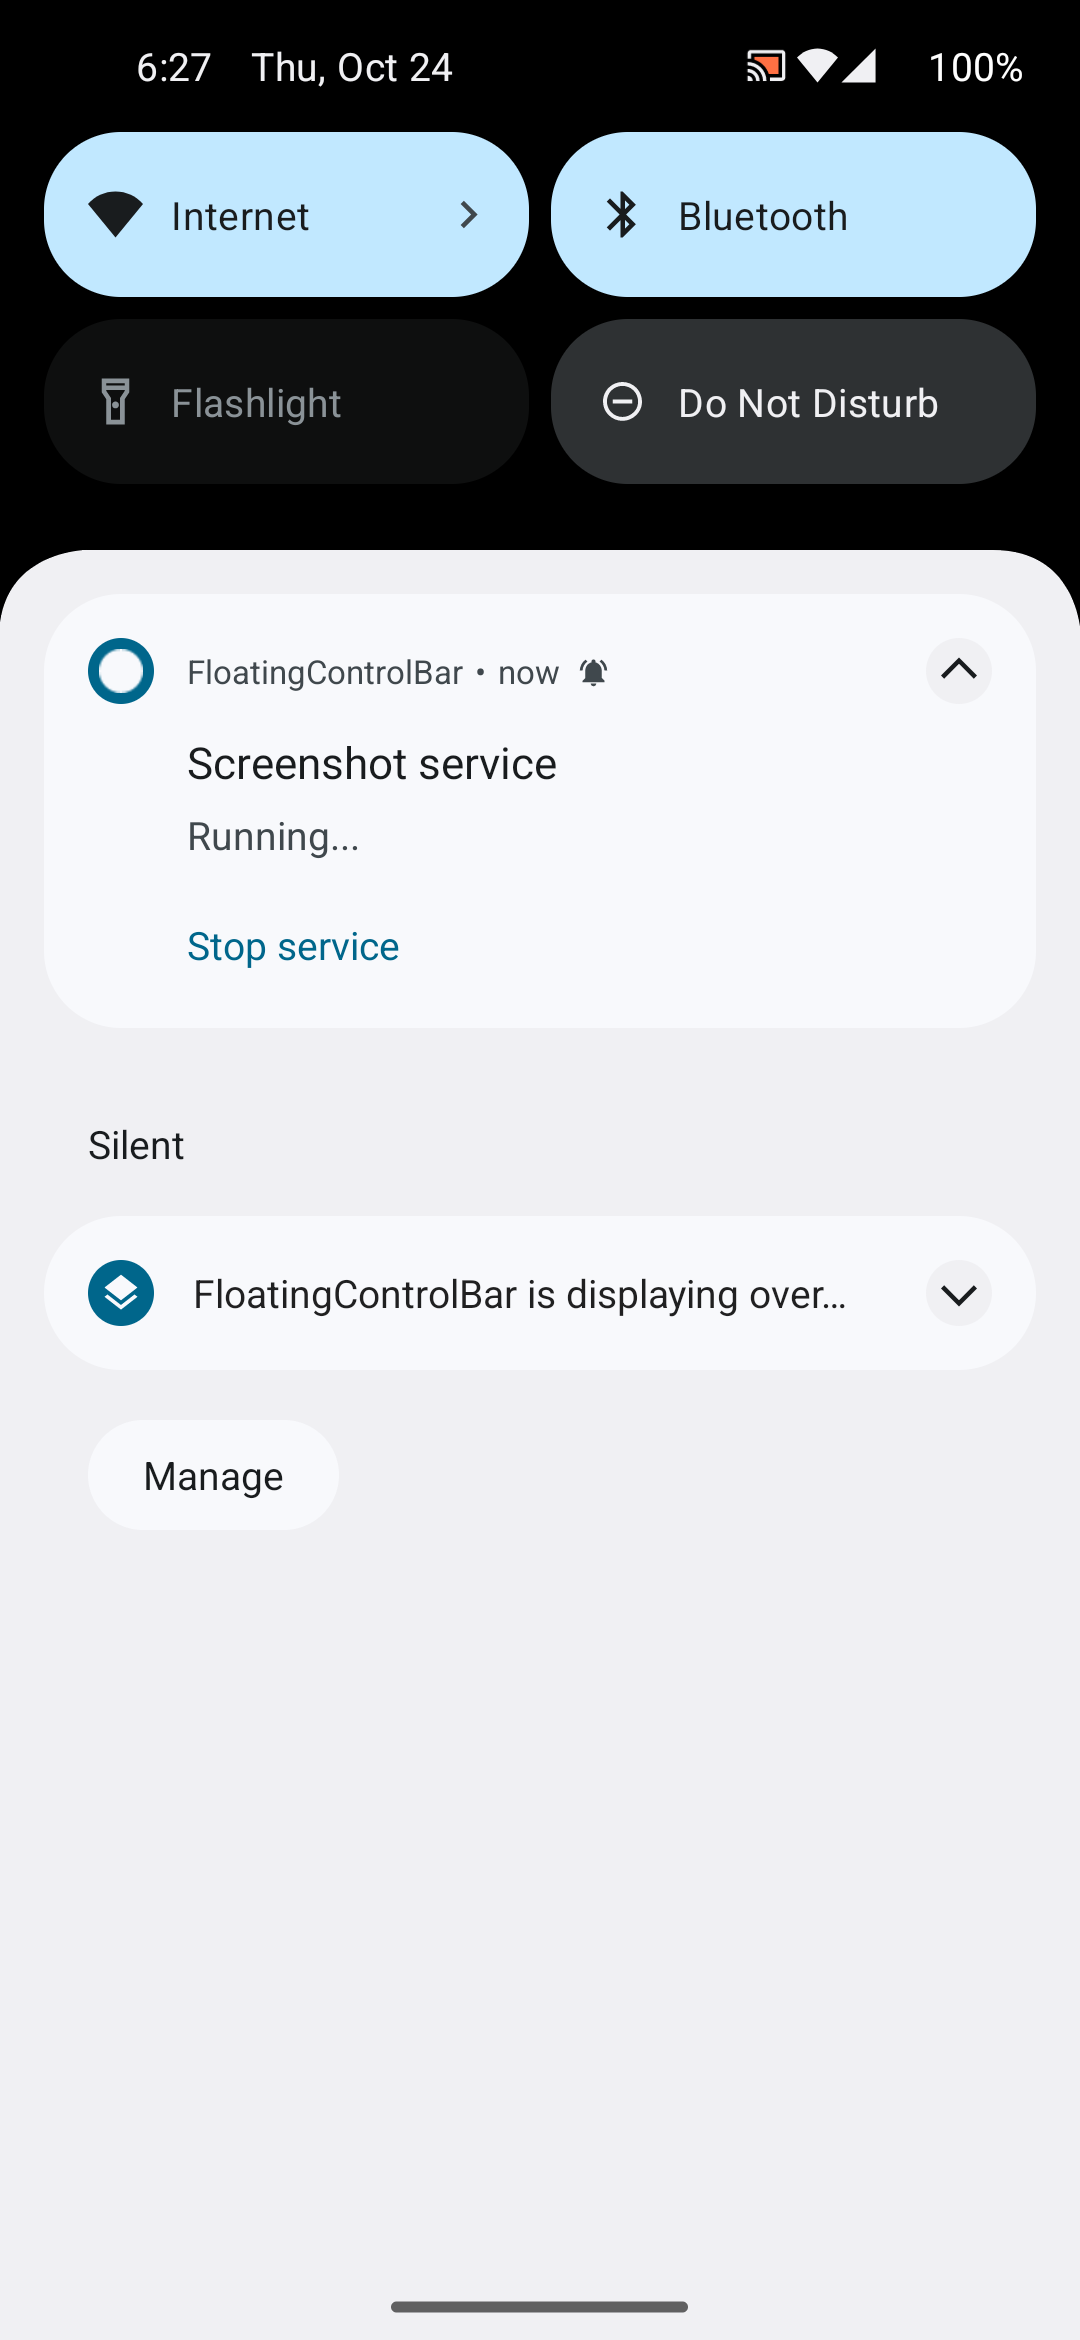 6:27 Thu, Oct 24 100%
Internet Bluetooth
Flashlight Do Not Disturb
FloatingControlBar • now
Screenshot service
Running...
Stop service
Silent
FloatingControlBar is displaying over...
Manage